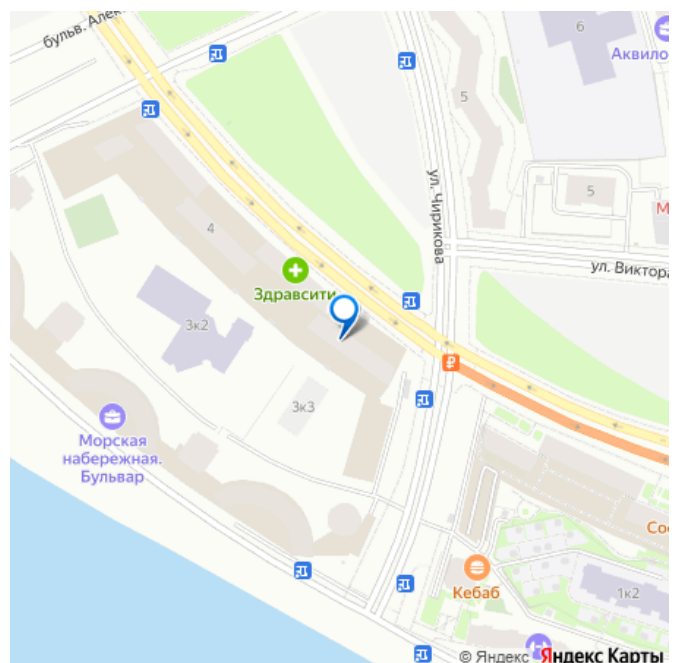 бульв. Алек
6
Аквило
5
ул. Чирикова
5
М
4
ул. Виктора
Здравсити
3к2
₽
3к3
Морская
набережная.
Бульвар
Сос
Кебаб
1к2
© Яндекс Яндекс Карты